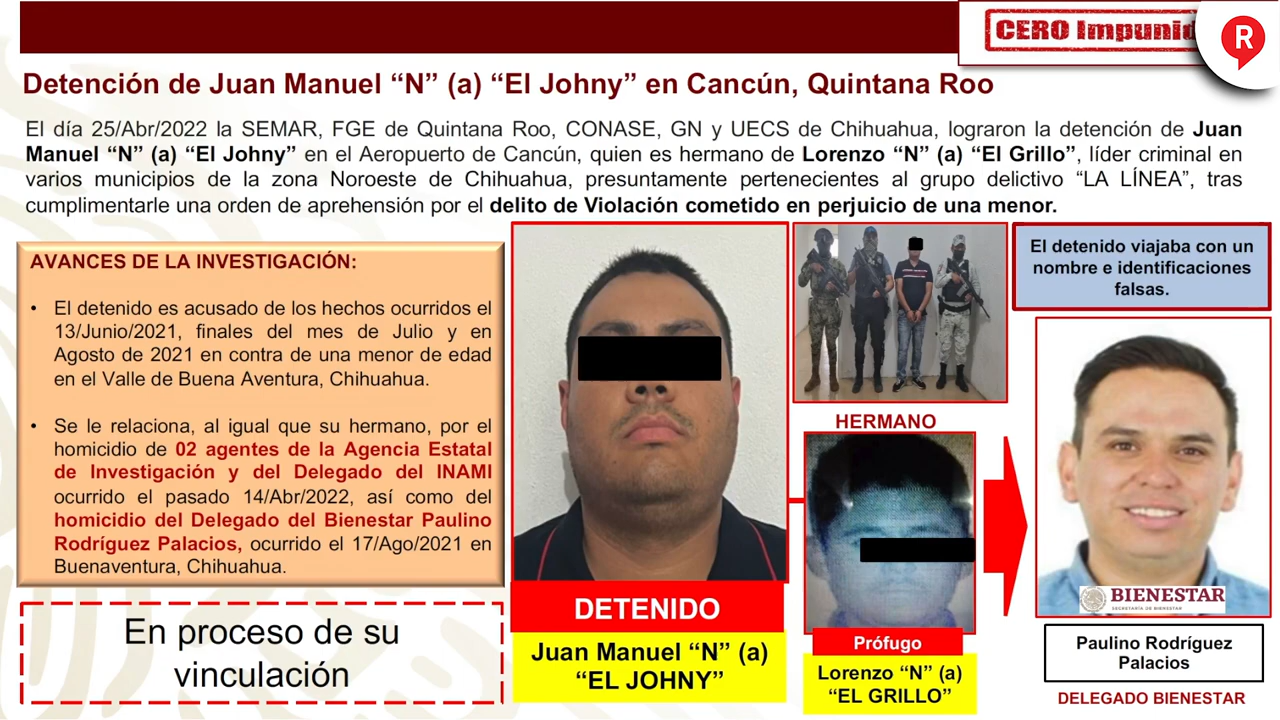 CERO Impunid
R
Detención de Juan Manuel “N” (a) “El Johny” en Cancún, Quintana Roo
El día 25/Abr/2022 la SEMAR, FGE de Quintana Roo, CONASE, GN y UECS de Chihuahua, lograron la detención de Juan
Manuel “N” (a) “El Johny” en el Aeropuerto de Cancún, quien es hermano de Lorenzo “N” (a) “El Grillo”, líder criminal en
varios municipios de la zona Noroeste de Chihuahua, presuntamente pertenecientes al grupo delictivo “LA LÍNEA”, tras
cumplimentarle una orden de aprehensión por el delito de Violación cometido en perjuicio de una menor.
AVANCES DE LA INVESTIGACIÓN:
• El detenido es acusado de los hechos ocurridos el
13/Junio/2021, finales del mes de Julio y en
Agosto de 2021 en contra de una menor de edad
en el Valle de Buena Aventura, Chihuahua.
• Se le relaciona, al igual que su hermano, por el
homicidio de 02 agentes de la Agencia Estatal
de Investigación y del Delegado del INAMI
ocurrido el pasado 14/Abr/2022, así como del
homicidio del Delegado del Bienestar Paulino
Rodríguez Palacios, ocurrido el 17/Ago/2021 en
Buenaventura, Chihuahua.
En proceso de su
vinculación
DETENIDO
Juan Manuel “N” (a)
“EL JOHNY”
HERMANO
Prófugo
Lorenzo “N” (a)
“EL GRILLO”
El detenido viajaba con un
nombre e identificaciones
falsas.
BIENESTAR
SECRETARÍA DE BIENESTAR
Paulino Rodríguez
Palacios
DELEGADO BIENESTAR